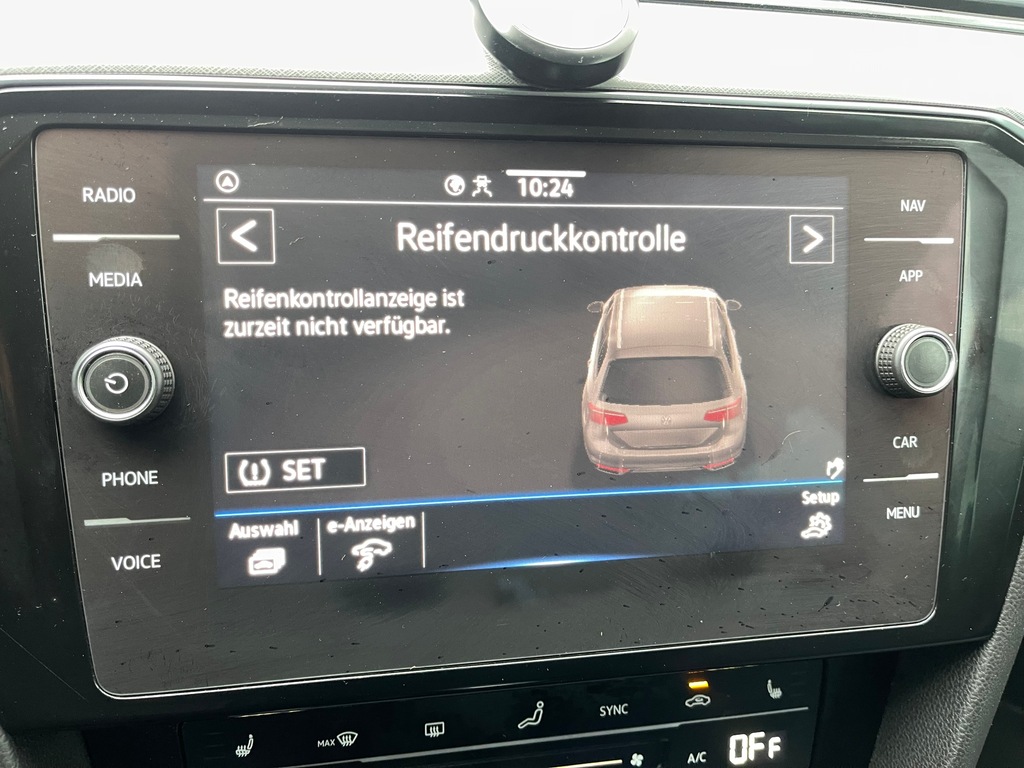 10:24
RADIO
NAV
Reifendruckkontrolle
MEDIA
APP
Reifenkontrollanzeige ist
zurzeit nicht verfügbar.
CAR
PHONE
SET
Setup
MENU
Auswahl
e-Anzeigen
VOICE
SYNC
MAX
A/C
OFF